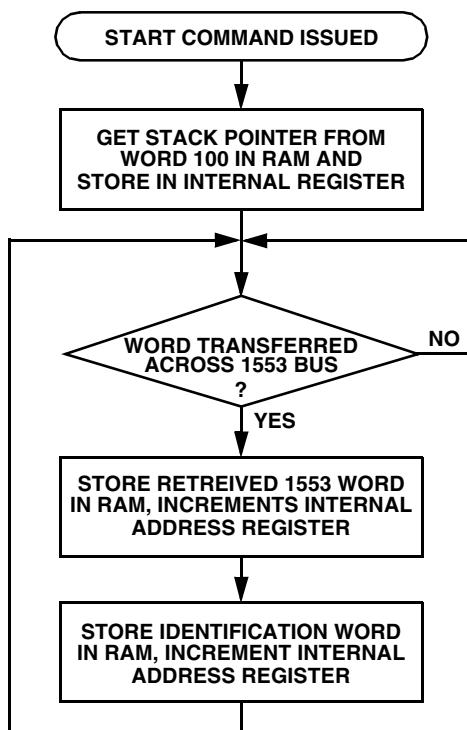 START COMMAND ISSUED
GET STACK POINTER FROM
WORD 100 IN RAM AND
STORE IN INTERNAL REGISTER
WORD TRANSFERRED
ACROSS 1553 BUS
?
NO
YES
STORE RETREIVED 1553 WORD
IN RAM, INCREMENTS INTERNAL
ADDRESS REGISTER
STORE IDENTIFICATION WORD
IN RAM, INCREMENT INTERNAL
ADDRESS REGISTER